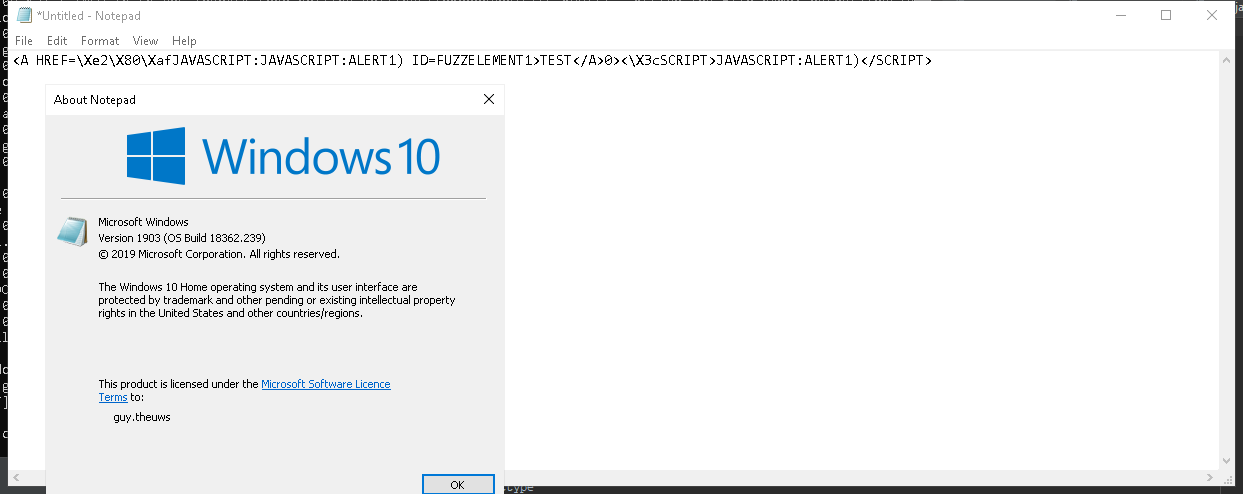 *Untitled - Notepad
File Edit Format View Help
<A HREF=\Xe2\X80\XafJAVASCRIPT:JAVASCRIPT:ALERT1) ID=FUZZELEMENT1>TEST</A>0><\X3cSCRIPT>JAVASCRIPT:ALERT1)</SCRIPT>
About Notepad
Windows 10
Microsoft Windows
Version 1903 (OS Build 18362.239)
© 2019 Microsoft Corporation. All rights reserved.
The Windows 10 Home operating system and its user interface are
protected by trademark and other pending or existing intellectual property
rights in the United States and other countries/regions.
This product is licensed under the Microsoft Software Licence
Terms to:
guy.theuws
OK